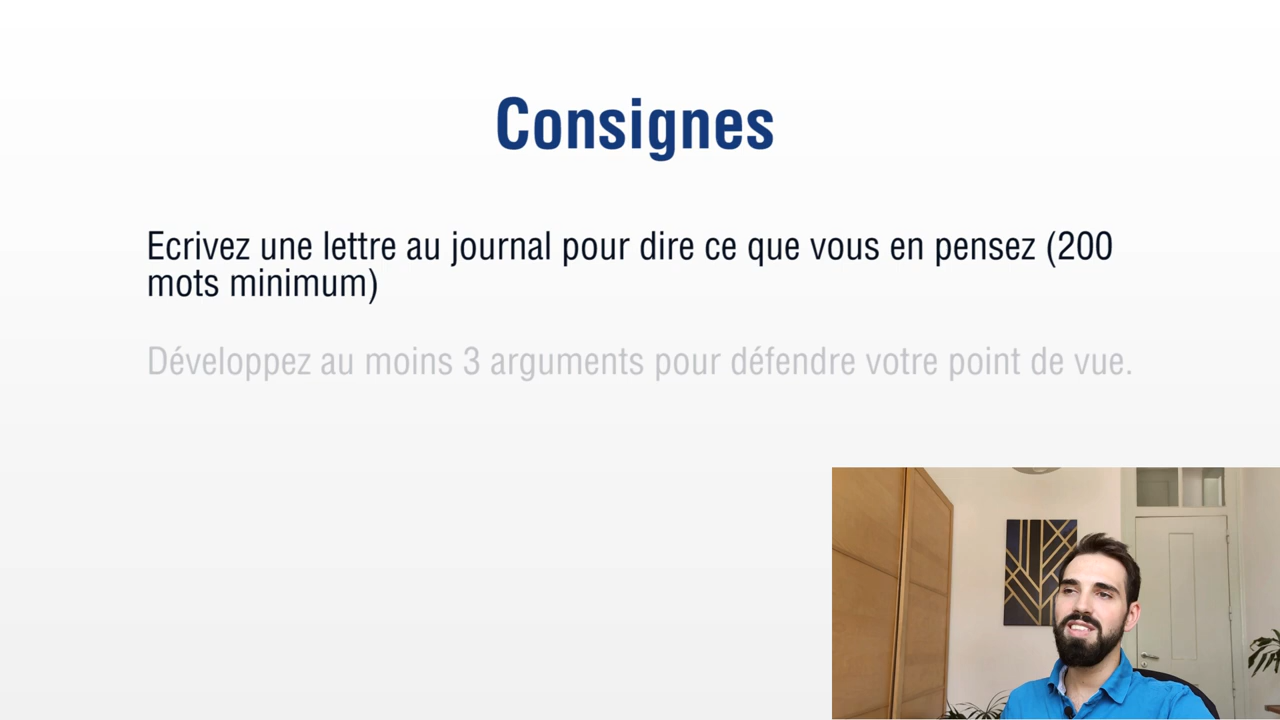 Consignes
Ecrivez une lettre au journal pour dire ce que vous en pensez (200
mots minimum)
Développez au moins 3 arguments pour défendre votre point de vue.